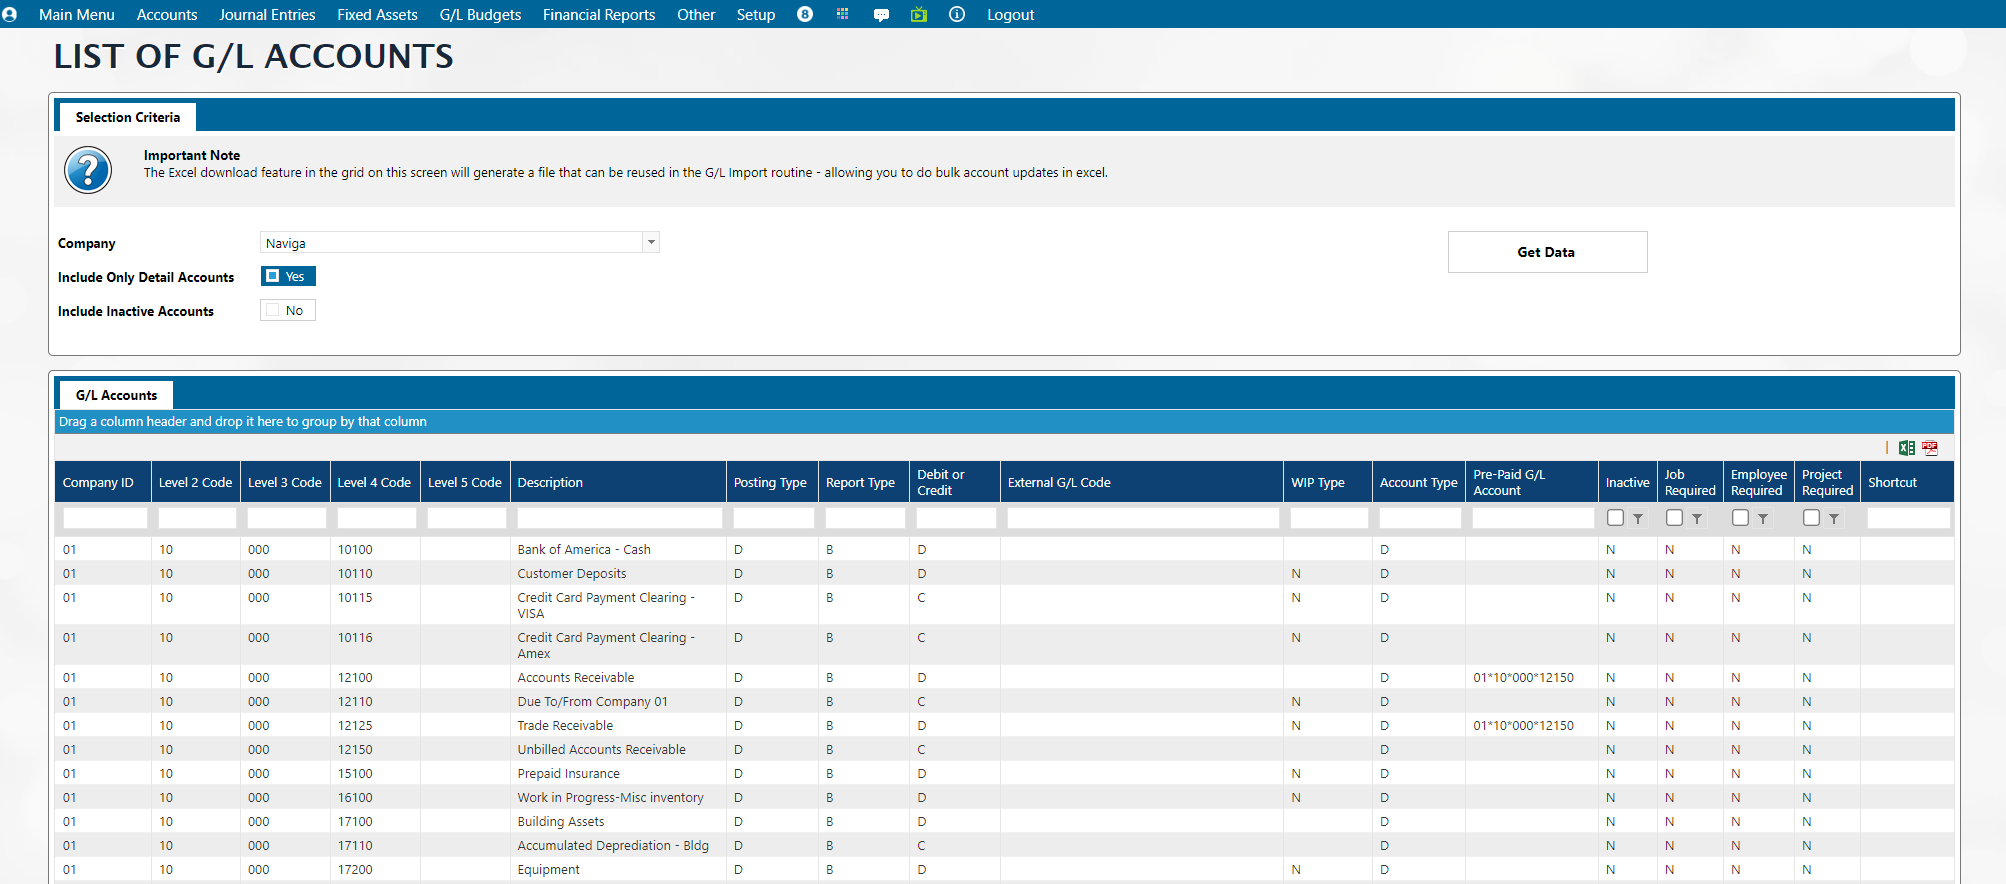 Main Menu Accounts Journal Entries Fixed Assets G/L Budgets Financial Reports Other Setup 8 Logout
LIST OF G/L ACCOUNTS
Selection Criteria
Important Note
The Excel download feature in the grid on this screen will generate a file that can be reused in the G/L Import routine - allowing you to do bulk account updates in excel.
Company Naviga Get Data
Include Only Detail Accounts Yes
Include Inactive Accounts No
G/L Accounts
Drag a column header and drop it here to group by that column
PDF
Company ID Level 2 Code Level 3 Code Level 4 Code Level 5 Code Description Posting Type Report Type Debit or Credit External G/L Code WIP Type Account Type Pre-Paid G/L Account Inactive Job Required Employee Required Project Required Shortcut
01 10 000 10100 Bank of America - Cash D B D D N N N N
01 10 000 10110 Customer Deposits D B D N D N N N N
01 10 000 10115 Credit Card Payment Clearing - VISA D B C N D N N N N
01 10 000 10116 Credit Card Payment Clearing - Amex D B C N D N N N N
01 10 000 12100 Accounts Receivable D B D D 01*10*000*12150 N N N N
01 10 000 12110 Due To/From Company 01 D B C N D N N N N
01 10 000 12125 Trade Receivable D B D N D 01*10*000*12150 N N N N
01 10 000 12150 Unbilled Accounts Receivable D B C D N N N N
01 10 000 15100 Prepaid Insurance D B D N D N N N N
01 10 000 16100 Work in Progress-Misc inventory D B D N D N N N N
01 10 000 17100 Building Assets D B D D N N N N
01 10 000 17110 Accumulated Deprediation - Bldg D B C D N N N N
01 10 000 17200 Equipment D B D N D N N N N